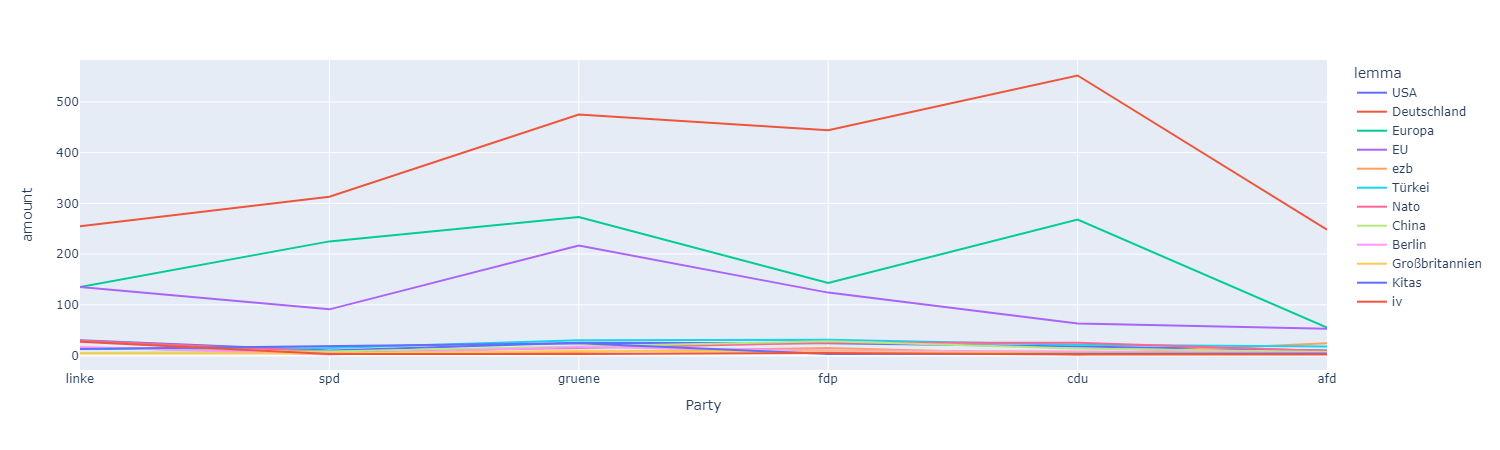 lemma
USA
Deutschland
Europa
EU
ezb
Türkei
Nato
China
Berlin
Großbritannien
Kitas
iv
amount
500
400
300
200
100
0
linke spd gruene fdp cdu afd
Party